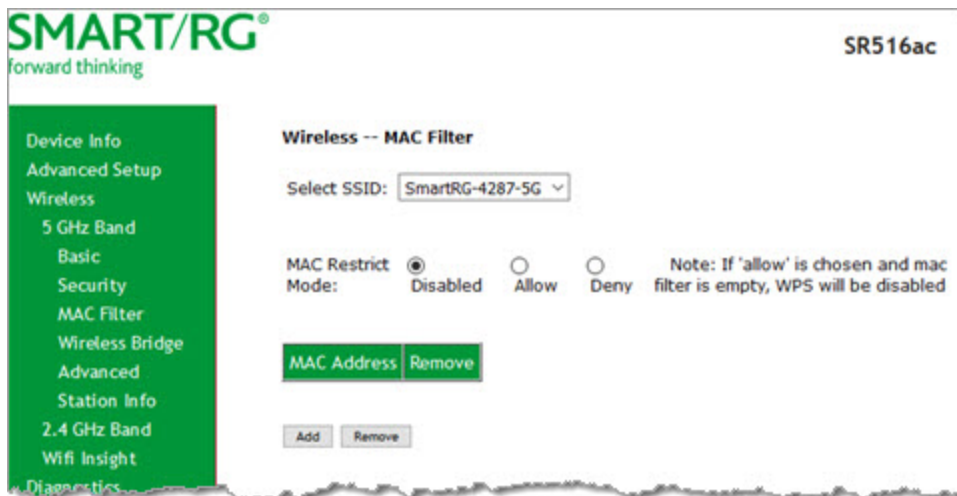 SMART/RG®
forward thinking
SR516ac
Device Info
Advanced Setup
Wireless
5 GHz Band
Basic
Security
MAC Filter
Wireless Bridge
Advanced
Station Info
2.4 GHz Band
Wifi Insight
Diagnostics
Wireless -- MAC Filter
Select SSID: SmartRG-4287-5G
MAC Restrict Mode: Disabled Allow Deny Note: If 'allow' is chosen and mac filter is empty, WPS will be disabled
MAC Address Remove
Add Remove